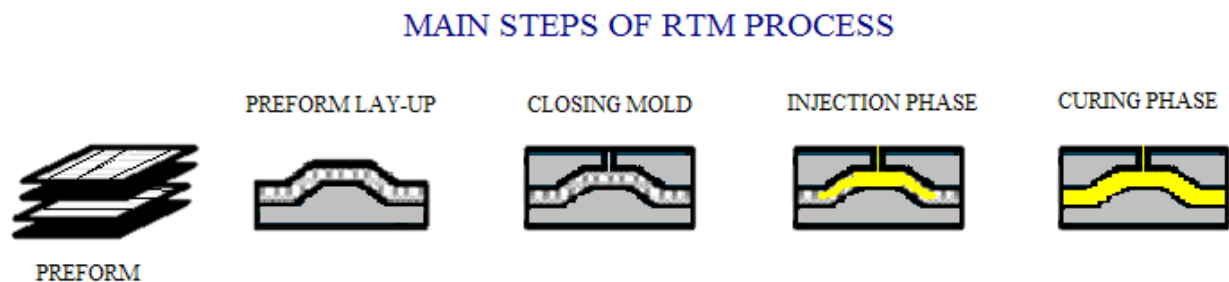 MAIN STEPS OF RTM PROCESS
PREFORM LAY-UP
CLOSING MOLD
INJECTION PHASE
CURING PHASE
PREFORM